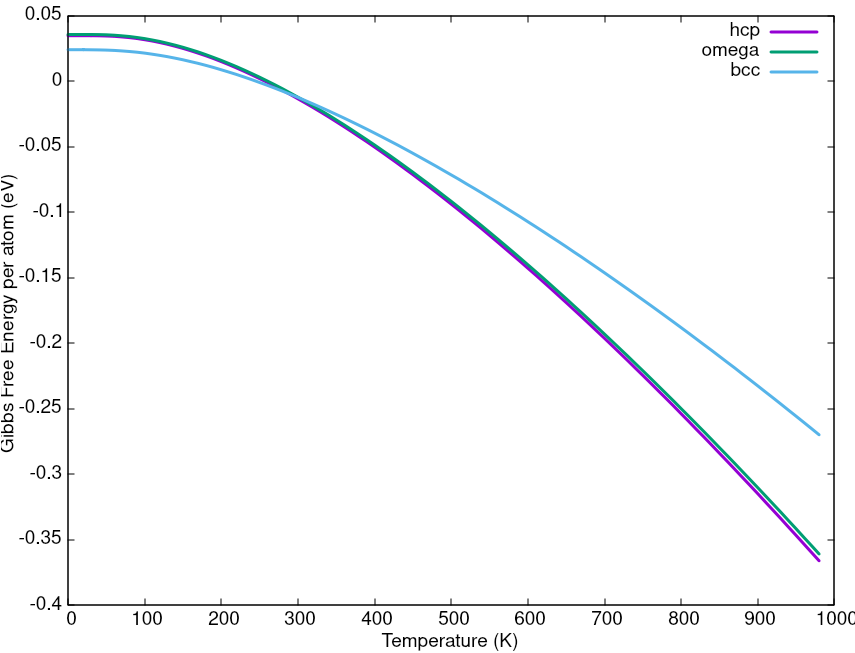 0.05
0
-0.05
-0.1
-0.15
-0.2
-0.25
-0.3
-0.35
-0.4
Gibbs Free Energy per atom (eV)
hcp
omega
bcc
0 100 200 300 400 500 600 700 800 900 1000
Temperature (K)